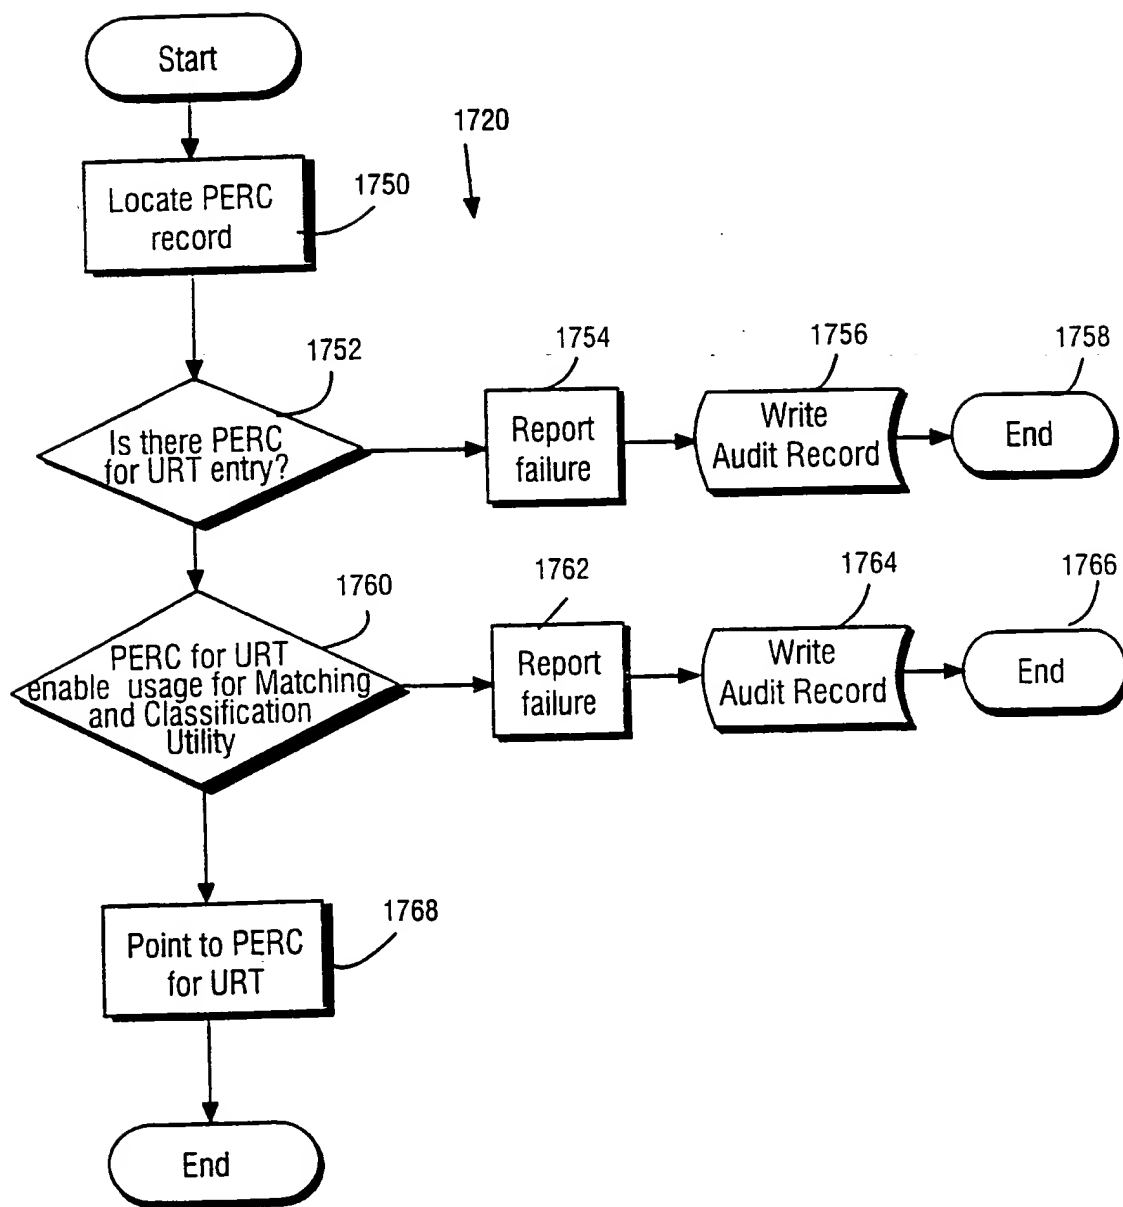 Start
1720
Locate PERC
record
1750
1752
Is there PERC
for URT entry?
1754
Report
failure
1756
Write
Audit Record
1758
End
1760
PERC for URT
enable usage for Matching
and Classification
Utility
1762
Report
failure
1764
Write
Audit Record
1766
End
1768
Point to PERC
for URT
End